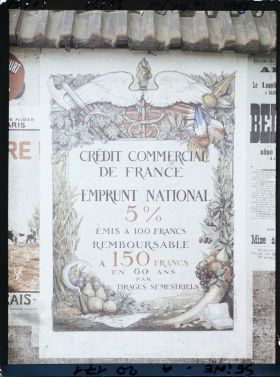 CRÉDIT COMMERCIAL
DE FRANCE
EMPRUNT NATIONAL
5%
ÉMIS A 100 FRANCS
REMBOURSABLE
A 150 FRANCS
EN 60 ANS
PAR
TIRAGES SEMESTRIELS
PARIS